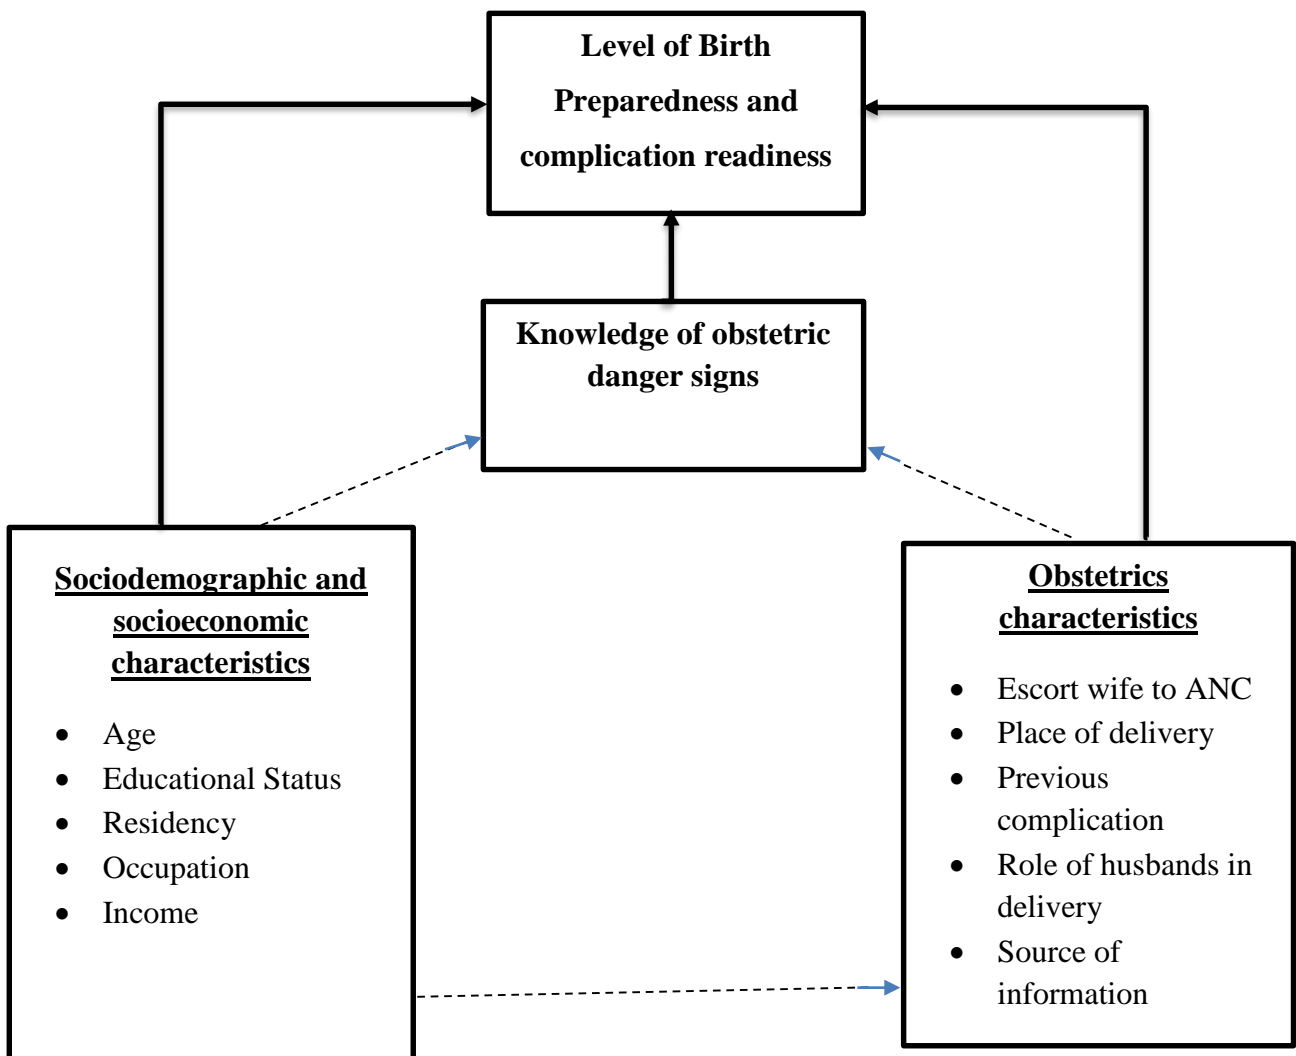 Level of Birth
Preparedness and
complication readiness
Knowledge of obstetric
danger signs
Sociodemographic and
socioeconomic
characteristics
• Age
• Educational Status
• Residency
• Occupation
• Income
Obstetrics
characteristics
• Escort wife to ANC
• Place of delivery
• Previous
complication
• Role of husbands in
delivery
• Source of
information